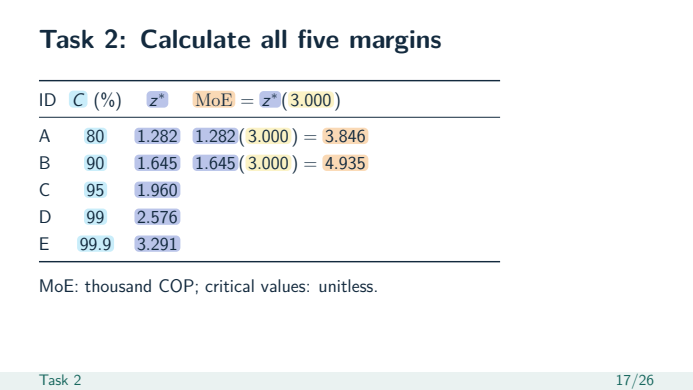 Task 2: Calculate all five margins
ID C (%) z* MoE = z*(3.000)
A 80 1.282 1.282(3.000) = 3.846
B 90 1.645 1.645(3.000) = 4.935
C 95 1.960
D 99 2.576
E 99.9 3.291
MoE: thousand COP; critical values: unitless.
Task 2 17/26